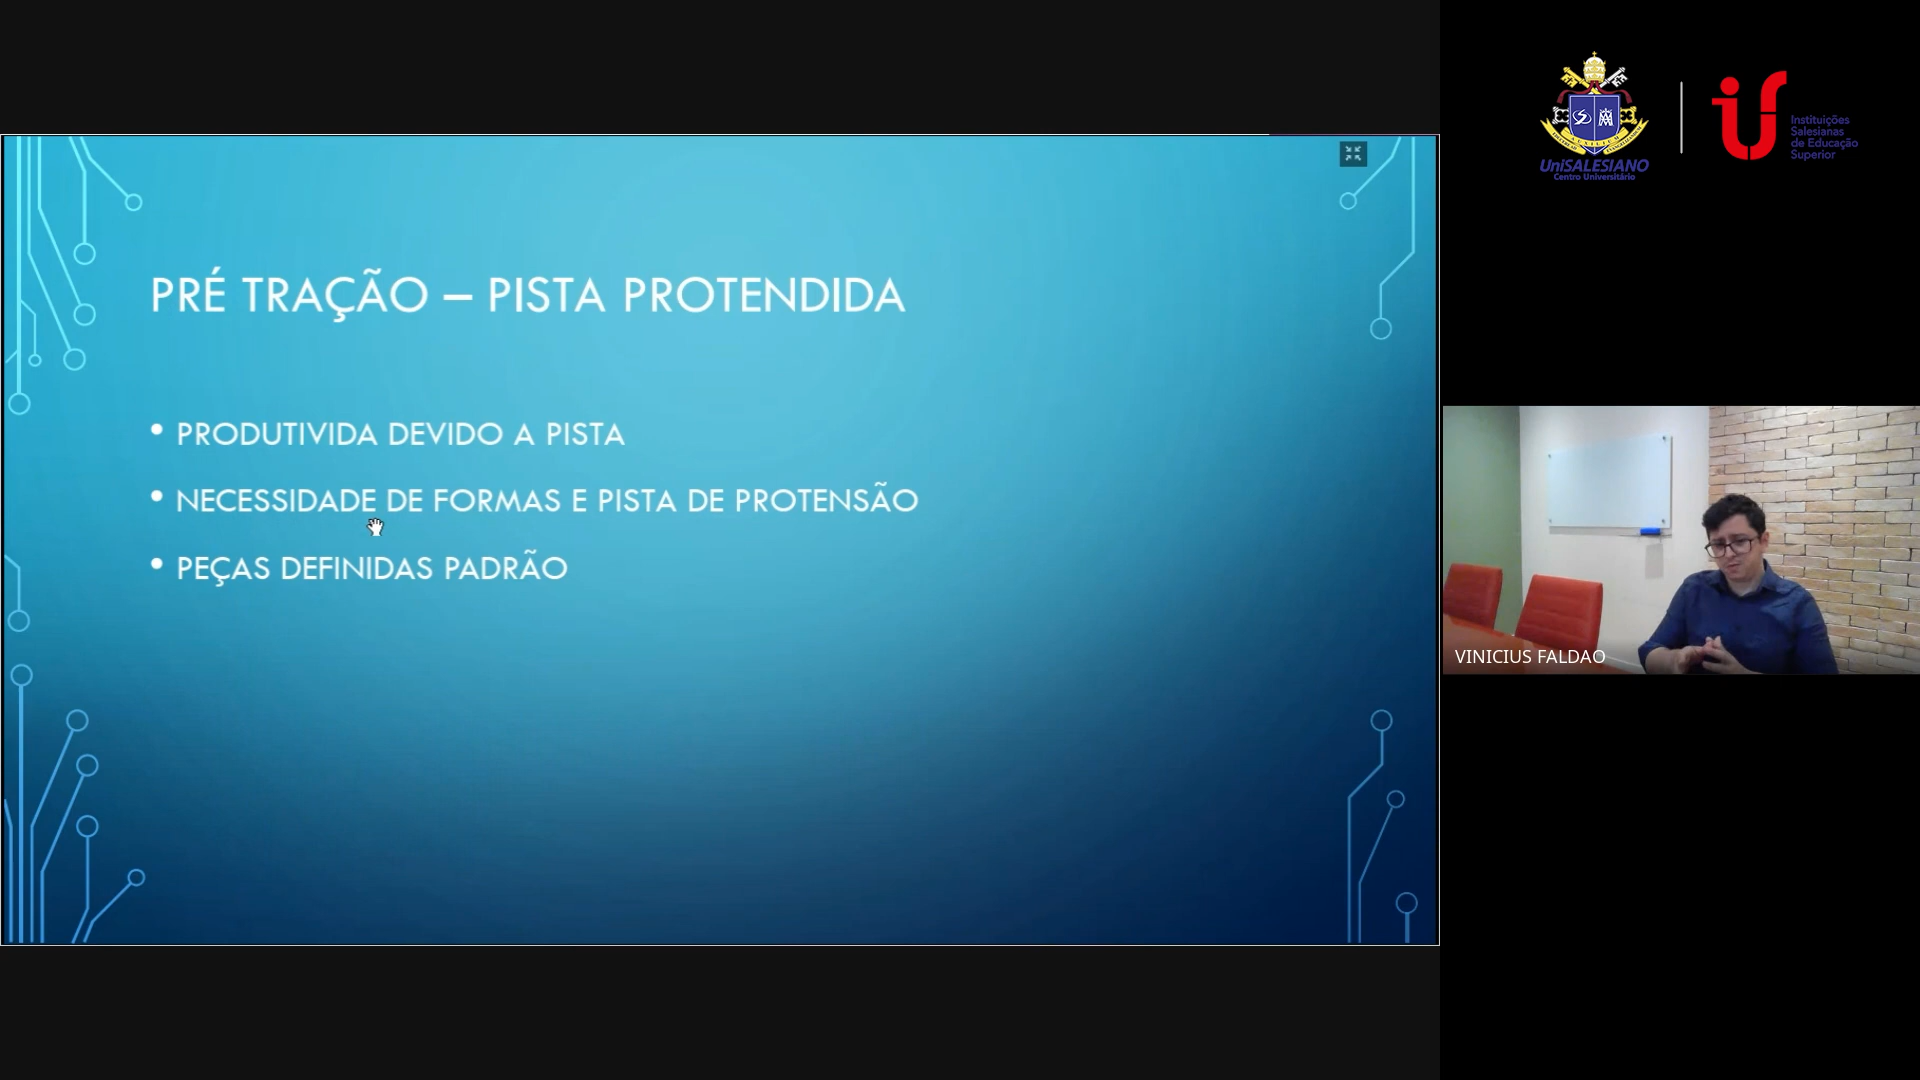 PRÉ TRAÇÃO – PISTA PROTENDIDA
• PRODUTIVIDA DEVIDO A PISTA
• NECESSIDADE DE FORMAS E PISTA DE PROTENSÃO
• PEÇAS DEFINIDAS PADRÃO
UniSALESIANO
Centro Universitário
Instituições
Salesianas
de Educação
Superior
VINICIUS FALDAO